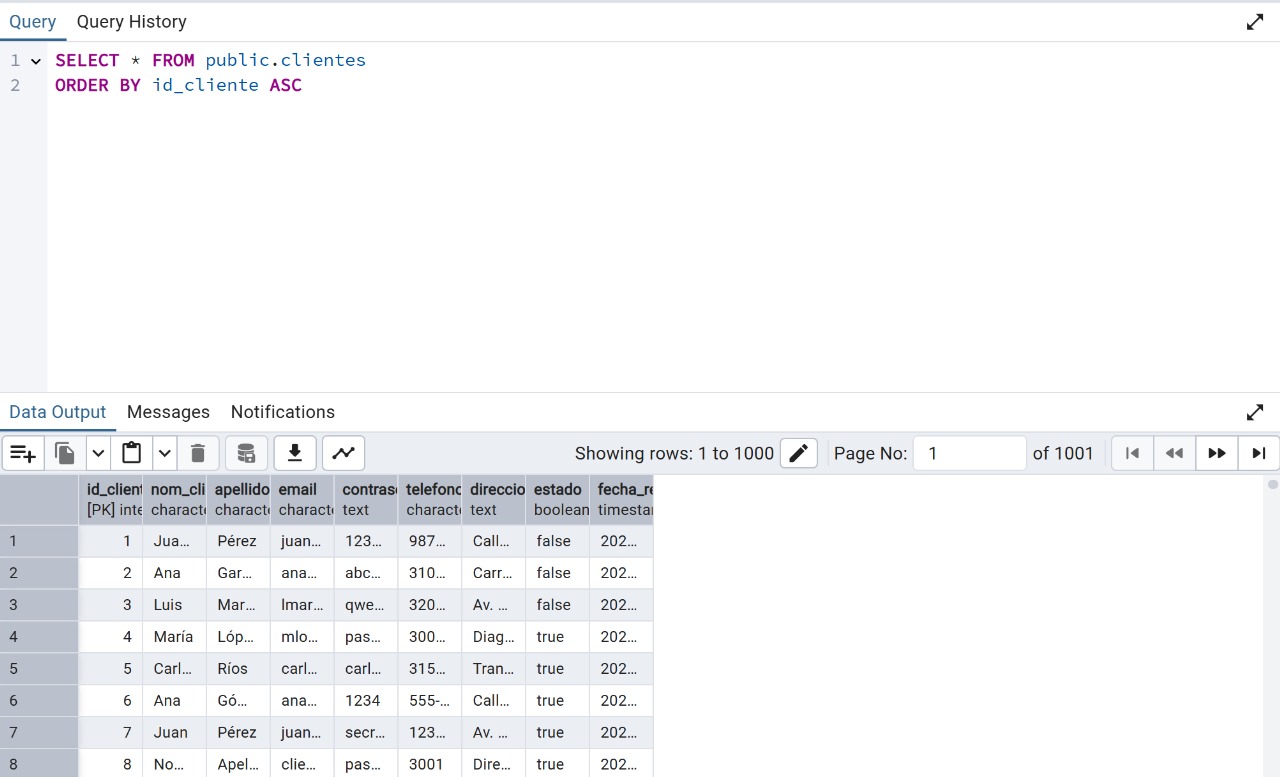 Query Query History
1 SELECT * FROM public.clientes
2 ORDER BY id_cliente ASC
Data Output Messages Notifications
Showing rows: 1 to 1000 Page No: 1 of 1001
id_client nom_cli apellido email contras telefono direccio estado fecha_re
[PK] inte characte characte characte text characte text boolean timestar
1 1 Jua... Pérez juan... 123... 987... Call... false 202...
2 2 Ana Gar... ana... abc... 310... Carr... false 202...
3 3 Luis Mar... lmar... qwe... 320... Av. ... false 202...
4 4 María Lóp... mlo... pas... 300... Diag... true 202...
5 5 Carl... Ríos carl... carl... 315... Tran... true 202...
6 6 Ana Gó... ana... 1234 555-... Call... true 202...
7 7 Juan Pérez juan... secr... 123... Av. ... true 202...
8 8 No... Apel... clie... pas... 3001 Dire... true 202...